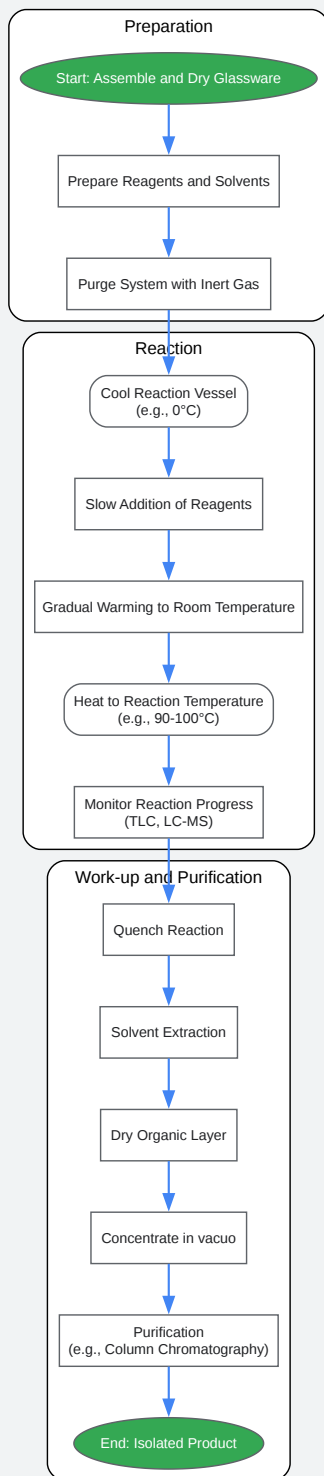 Preparation
Start: Assemble and Dry Glassware
Prepare Reagents and Solvents
Purge System with Inert Gas
Reaction
Cool Reaction Vessel
(e.g., 0°C)
Slow Addition of Reagents
Gradual Warming to Room Temperature
Heat to Reaction Temperature
(e.g., 90-100°C)
Monitor Reaction Progress
(TLC, LC-MS)
Work-up and Purification
Quench Reaction
Solvent Extraction
Dry Organic Layer
Concentrate in vacuo
Purification
(e.g., Column Chromatography)
End: Isolated Product